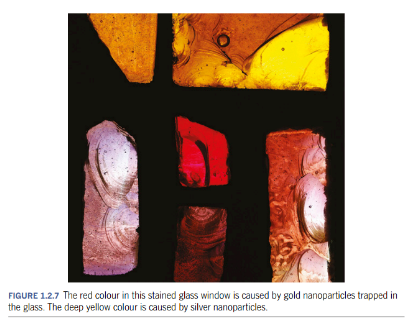 FIGURE 1.2.7 The red colour in this stained glass window is caused by gold nanoparticles trapped in
the glass. The deep yellow colour is caused by silver nanoparticles.